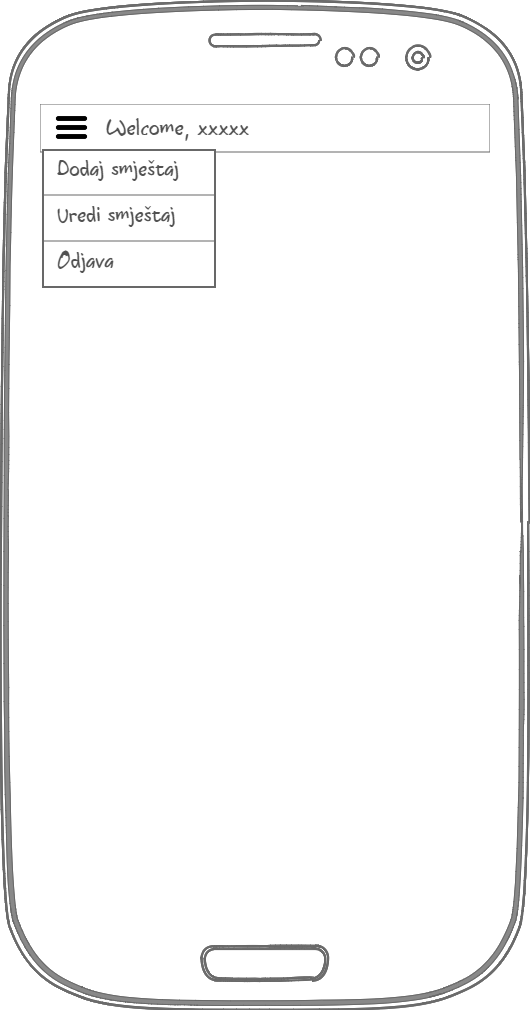 Welcome, xxxxx
Dodaj smještaj
Uredi smještaj
Odjava